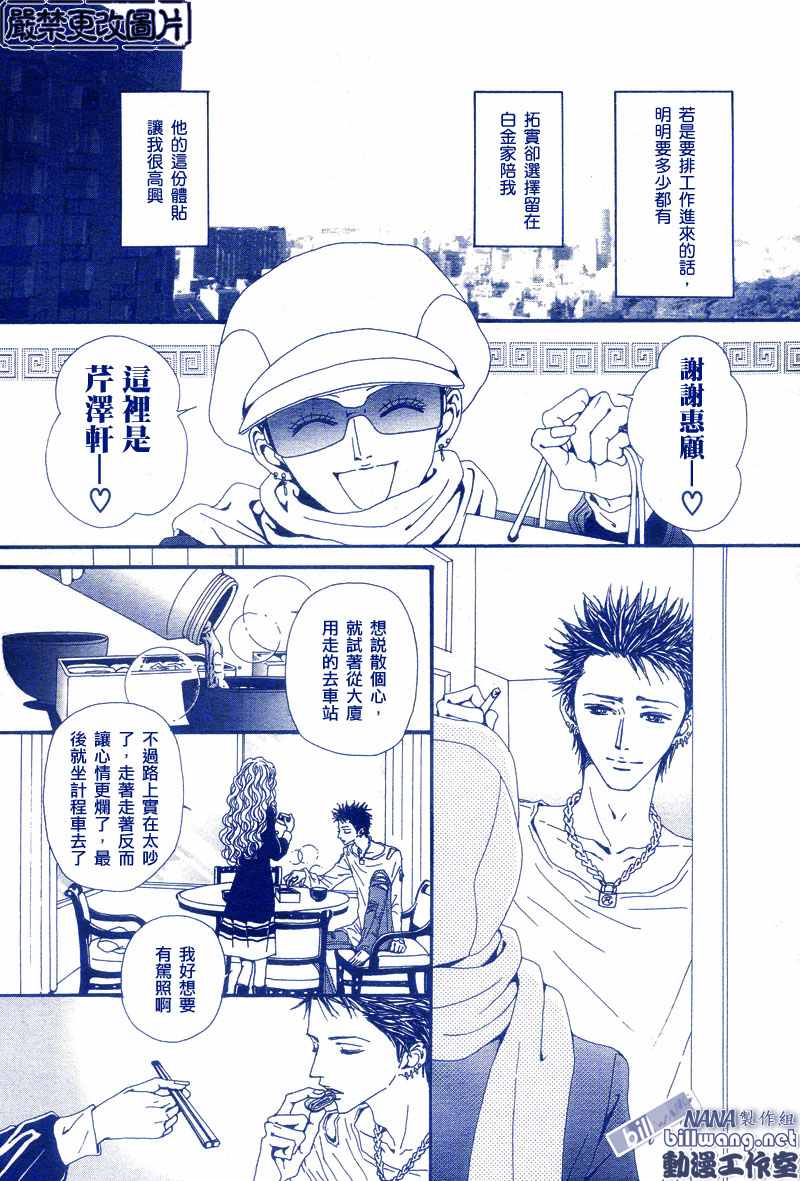 嚴禁更改圖片
若是要排工作進來的話，
明明要多少都有
拓實卻選擇留在
白金家陪我
他的這份體貼
讓我很高興
謝謝惠顧—♡
這裡是
芹澤軒—♡
想說散個心，
就試著從大廈
用走的去車站
不過路上實在太吵
了，走著走著反而
讓心情更爛了，最
後就坐計程車去了
我好想要
有駕照啊
bill wang
NANA製作組
billwang.net
動漫工作室